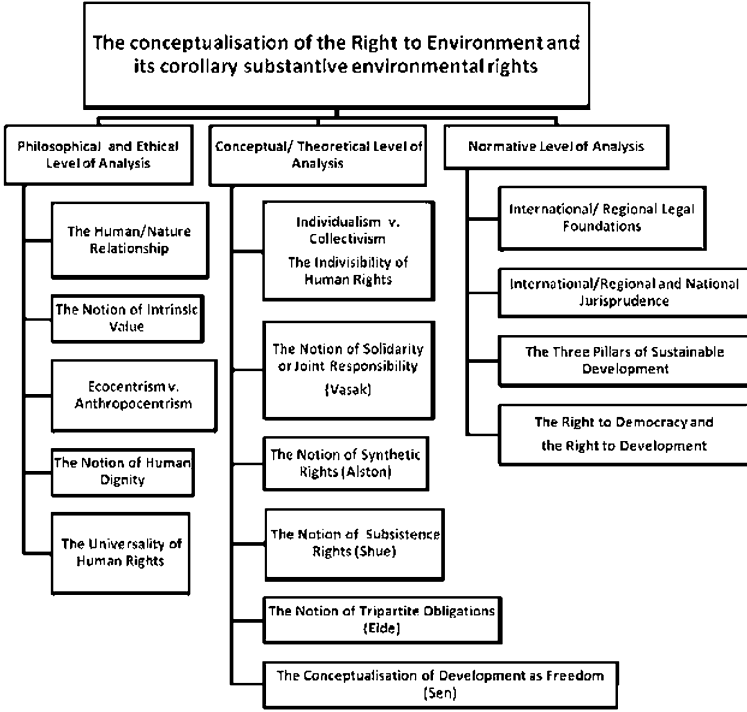 The conceptualisation of the Right to Environment and
its corollary substantive environmental rights
Philosophical and Ethical
Level of Analysis
The Human/Nature
Relationship
The Notion of Intrinsic
Value
Ecocentrism v.
Anthropocentrism
The Notion of Human
Dignity
The Universality of
Human Rights
Conceptual/ Theoretical Level of
Analysis
Individualism v.
Collectivism
The Indivisibility of
Human Rights
The Notion of Solidarity
or Joint Responsibility
(Vasak)
The Notion of Synthetic
Rights (Alston)
The Notion of Subsistence
Rights (Shue)
The Notion of Tripartite Obligations
(Eide)
The Conceptualisation of Development as Freedom
(Sen)
Normative Level of Analysis
International/ Regional Legal
Foundations
International/Regional and National
Jurisprudence
The Three Pillars of Sustainable
Development
The Right to Democracy and
the Right to Development